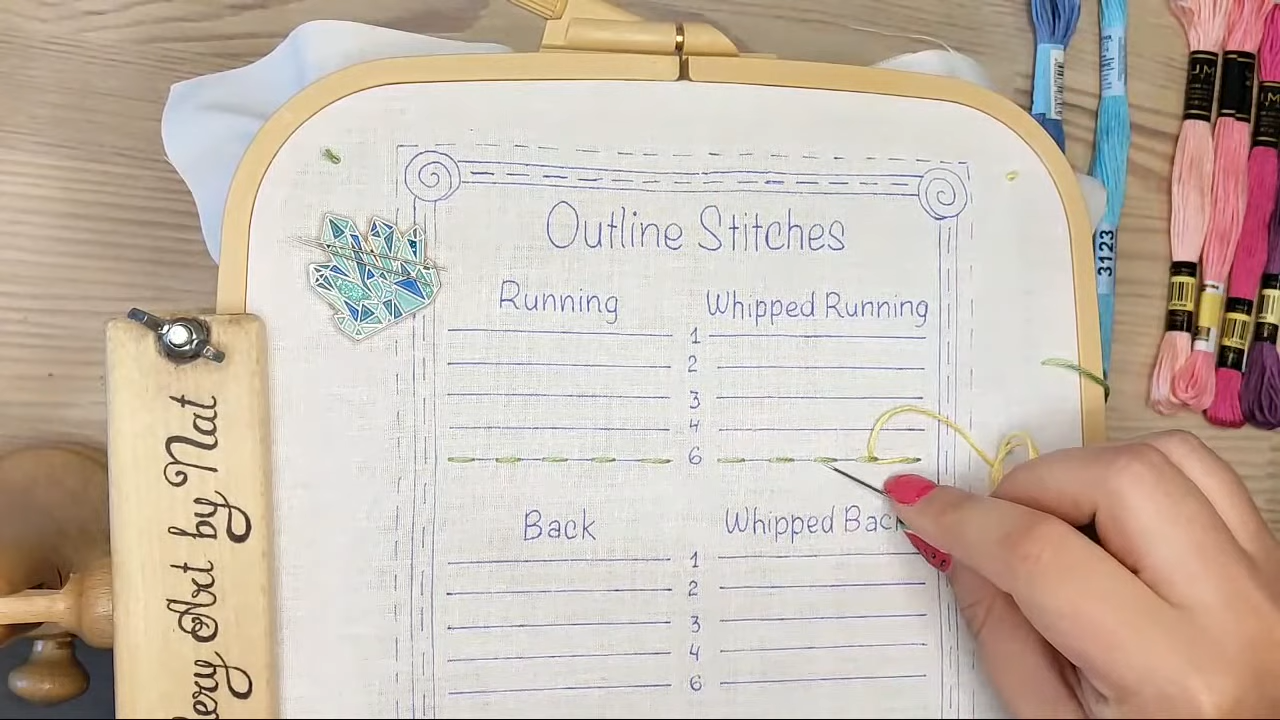 Outline Stitches
Running Whipped Running
1
2
3
4
6
Back Whipped Back
1
2
3
4
6
Art by Nat
3123